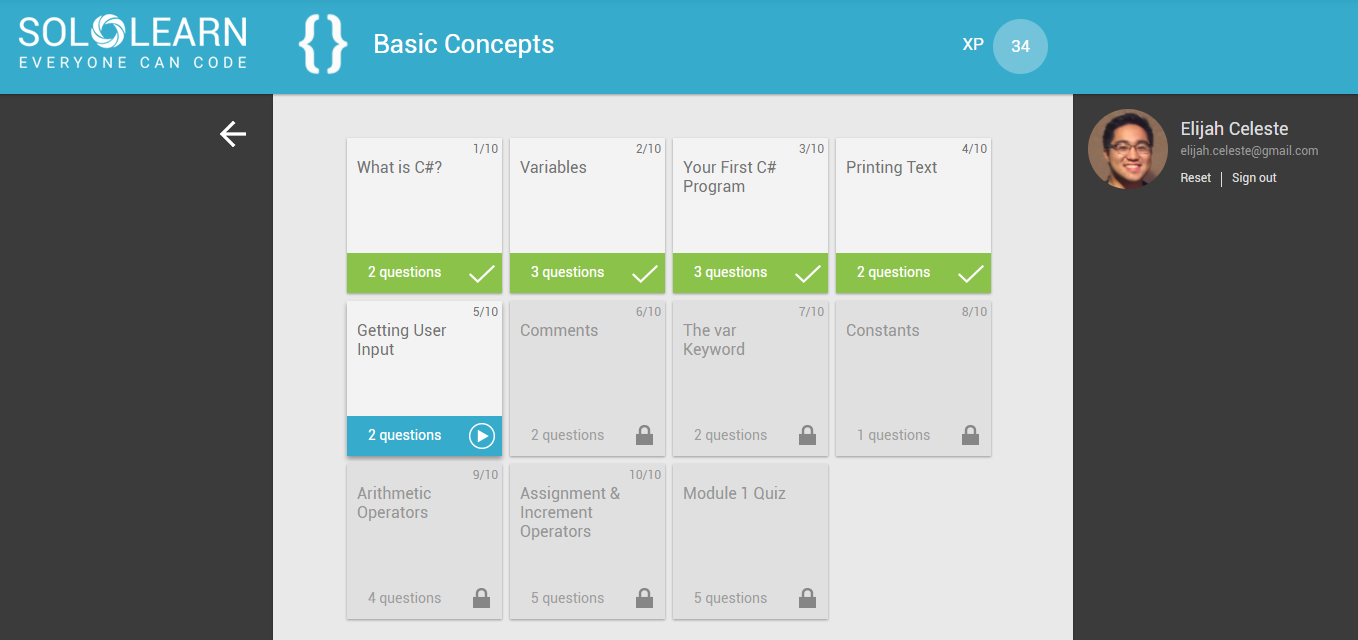 SOLOLEARN
EVERYONE CAN CODE
{}
Basic Concepts
XP
34
Elijah Celeste
elijah.celeste@gmail.com
Reset | Sign out
1/10
What is C#?
2 questions
2/10
Variables
3 questions
3/10
Your First C#
Program
3 questions
4/10
Printing Text
2 questions
5/10
Getting User
Input
2 questions
6/10
Comments
2 questions
7/10
The var
Keyword
2 questions
8/10
Constants
1 questions
9/10
Arithmetic
Operators
4 questions
10/10
Assignment &
Increment
Operators
5 questions
Module 1 Quiz
5 questions